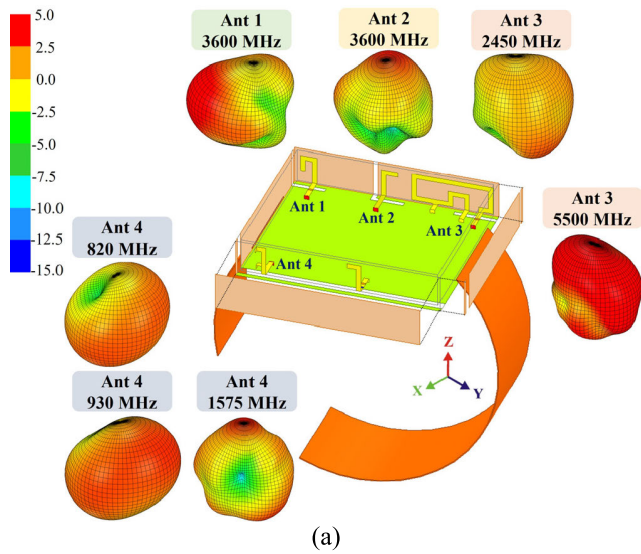 5.0
2.5
0.0
-2.5
-5.0
-7.5
-10.0
-12.5
-15.0
Ant 1
3600 MHz
Ant 2
3600 MHz
Ant 3
2450 MHz
Ant 1
Ant 2
Ant 3
Ant 4
Ant 3
5500 MHz
Ant 4
820 MHz
Ant 4
930 MHz
Ant 4
1575 MHz
Z
X
Y
(a)